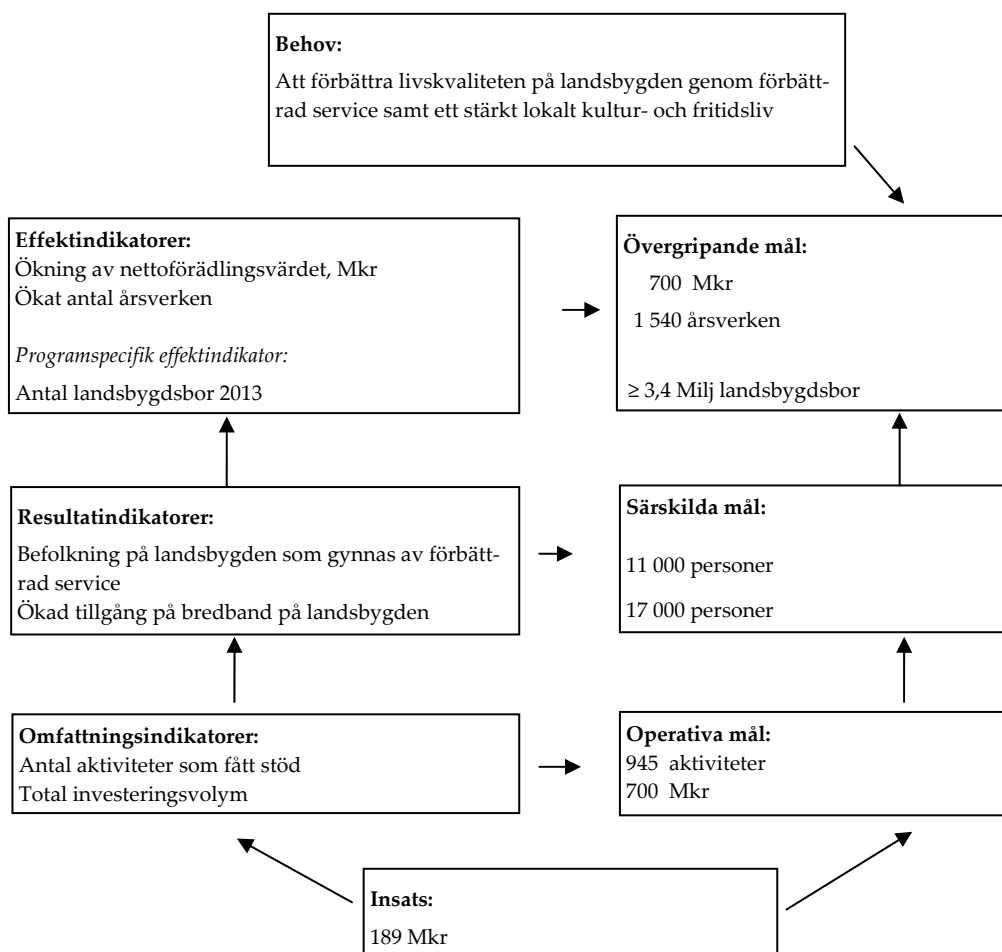 Behov:
Att förbättra livskvaliteten på landsbygden genom förbätt-
rad service samt ett stärkt lokalt kultur- och fritidsliv
Effektindikatorer:
Ökning av nettoförädlingsvärdet, Mkr
Ökat antal årsverken
Programspecifik effektindikator:
Antal landsbygdsbor 2013
Övergripande mål:
700 Mkr
1 540 årsverken
≥ 3,4 Milj landsbygdsbor
Resultatindikatorer:
Befolkning på landsbygden som gynnas av förbätt-
rad service
Ökad tillgång på bredband på landsbygden
Särskilda mål:
11 000 personer
17 000 personer
Omfattningsindikatorer:
Antal aktiviteter som fått stöd
Total investeringsvolym
Operativa mål:
945 aktiviteter
700 Mkr
Insats:
189 Mkr